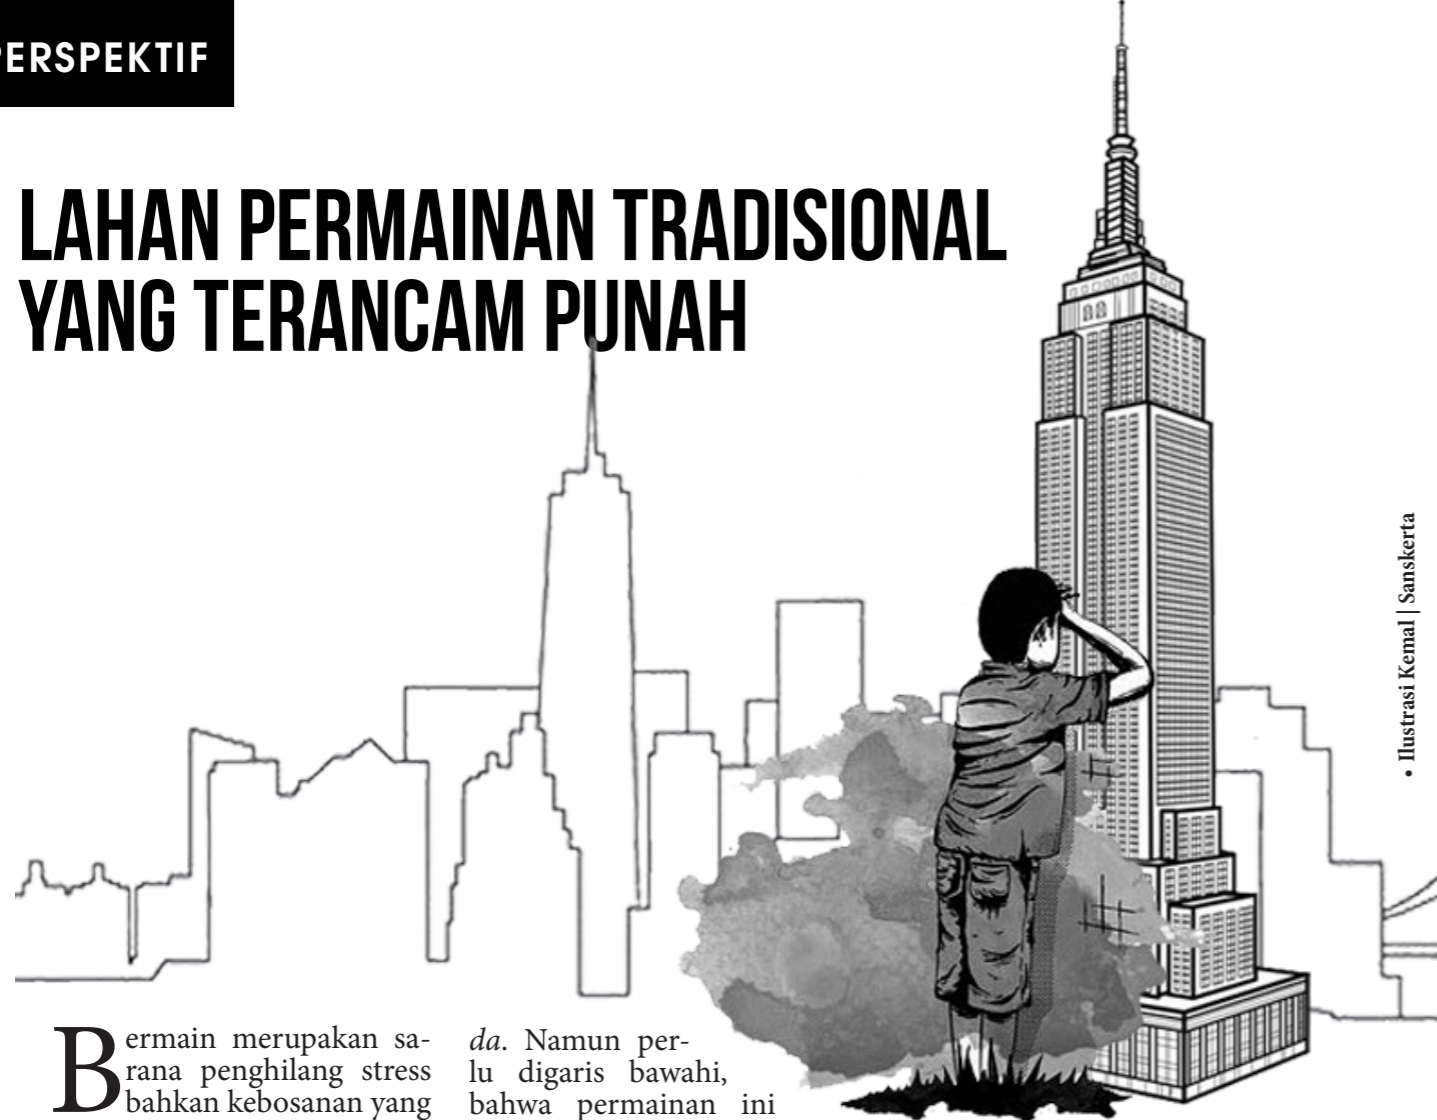 PERSPEKTIF
LAHAN PERMAINAN TRADISIONAL
YANG TERANCAM PUNAH
• Ilustrasi Kemal | Sanskerta
Bermain merupakan sa-
rana penghilang stress
bahkan kebosanan yang
da. Namun per-
lu digaris bawahi,
bahwa permainan ini